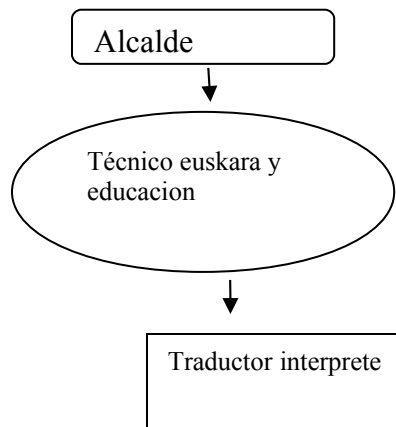 Alcalde
Técnico euskara y
educacion
Traductor interprete